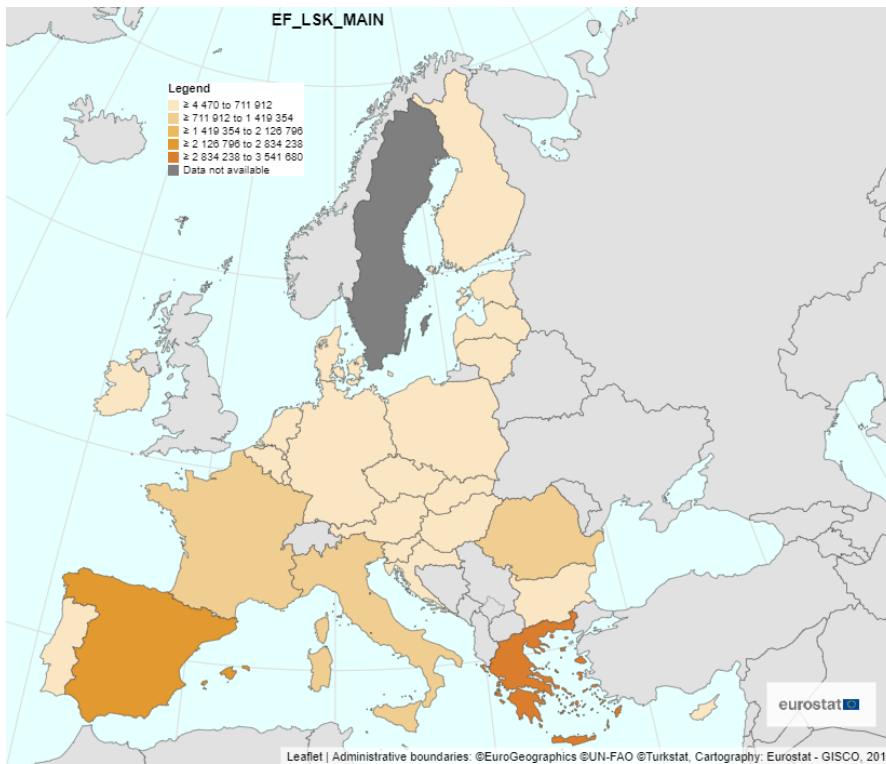 EF_LSK_MAIN
Legend
≥ 4 470 to 711 912
≥ 711 912 to 1 419 354
≥ 1 419 354 to 2 126 796
≥ 2 126 796 to 2 834 238
≥ 2 834 238 to 3 541 680
Data not available
eurostat
Leaflet | Administrative boundaries: ©EuroGeographics ©UN-FAO ©Turkstat, Cartography: Eurostat - GISCO, 201